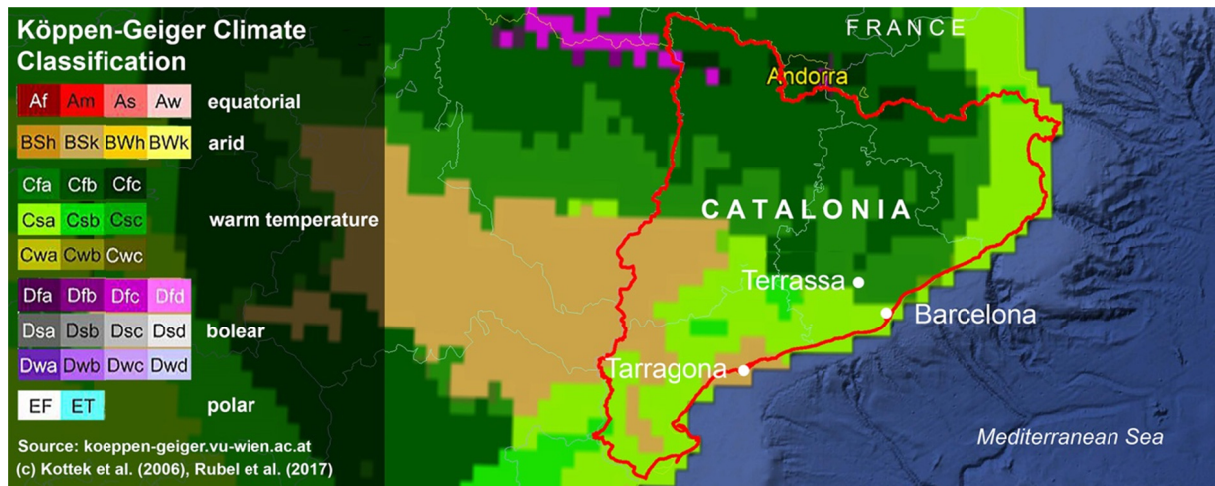 Köppen-Geiger Climate
Classification
Af Am As Aw equatorial
BSh BSk BWh BWk arid
Cfa Cfb Cfc
Csa Csb Csc warm temperature
Cwa Cwb Cwc
Dfa Dfb Dfc Dfd
Dsa Dsb Dsc Dsd bolear
Dwa Dwb Dwc Dwd
EF ET polar
Source: koeppen-geiger.vu-wien.ac.at
(c) Kottek et al. (2006), Rubel et al. (2017)
FRANCE
Andorra
CATALONIA
Terrassa
Barcelona
Tarragona
Mediterranean Sea